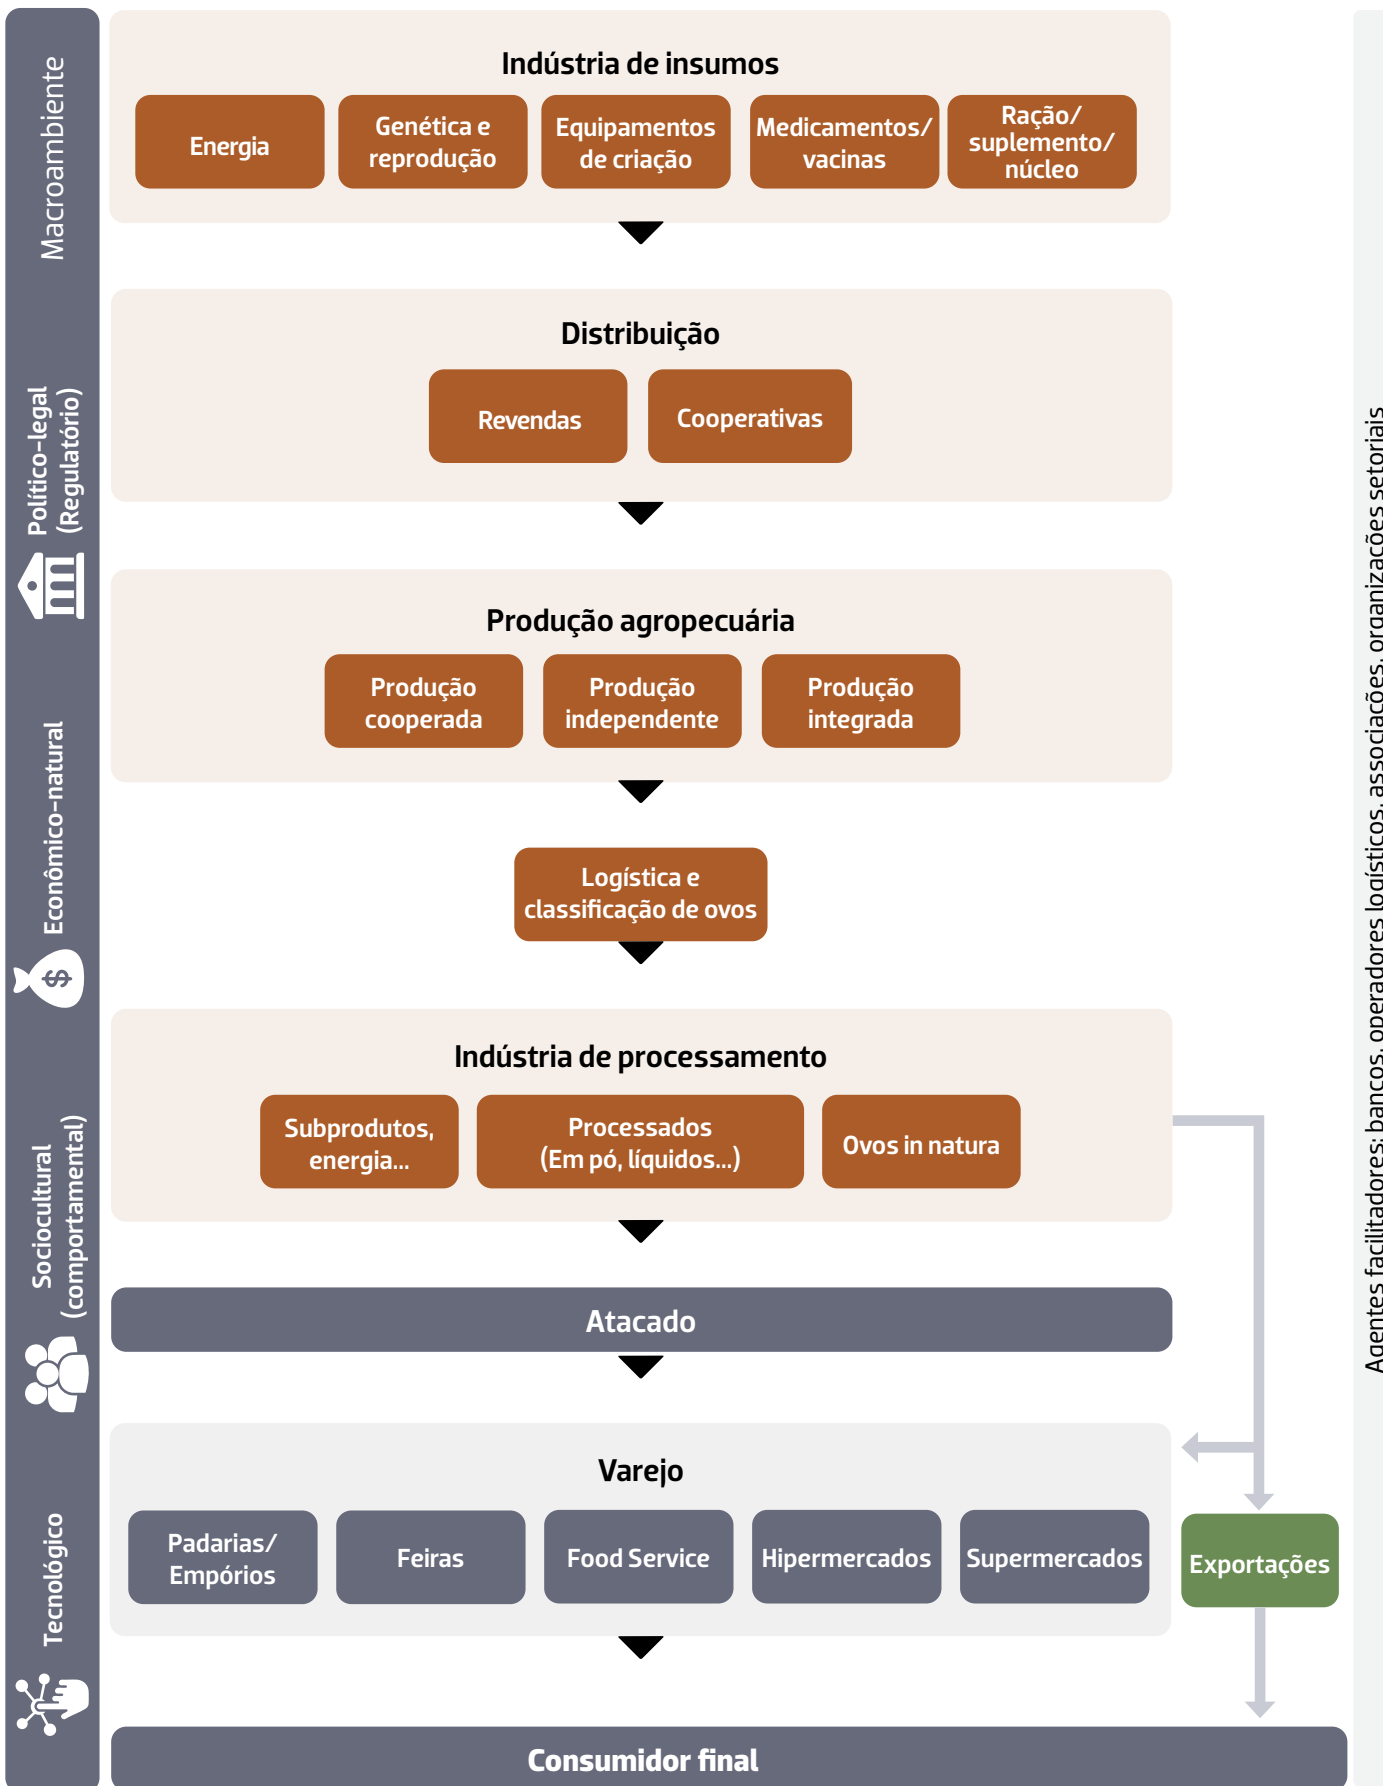 Macroambiente
Político-legal
(Regulatório)
Econômico-natural
Sociocultural
(comportamental)
Tecnológico
Indústria de insumos
Energia
Genética e
reprodução
Equipamentos
de criação
Medicamentos/
vacinas
Ração/
suplemento/
núcleo
Distribuição
Revendas
Cooperativas
Produção agropecuária
Produção
cooperada
Produção
independente
Produção
integrada
Logística e
classificação de ovos
Indústria de processamento
Subprodutos,
energia...
Processados
(Em pó, líquidos...)
Ovos in natura
Atacado
Varejo
Padarias/
Empórios
Feiras
Food Service
Hipermercados
Supermercados
Exportações
Consumidor final
Agentes facilitadores: bancos, operadores logísticos, associações, organizações setoriais